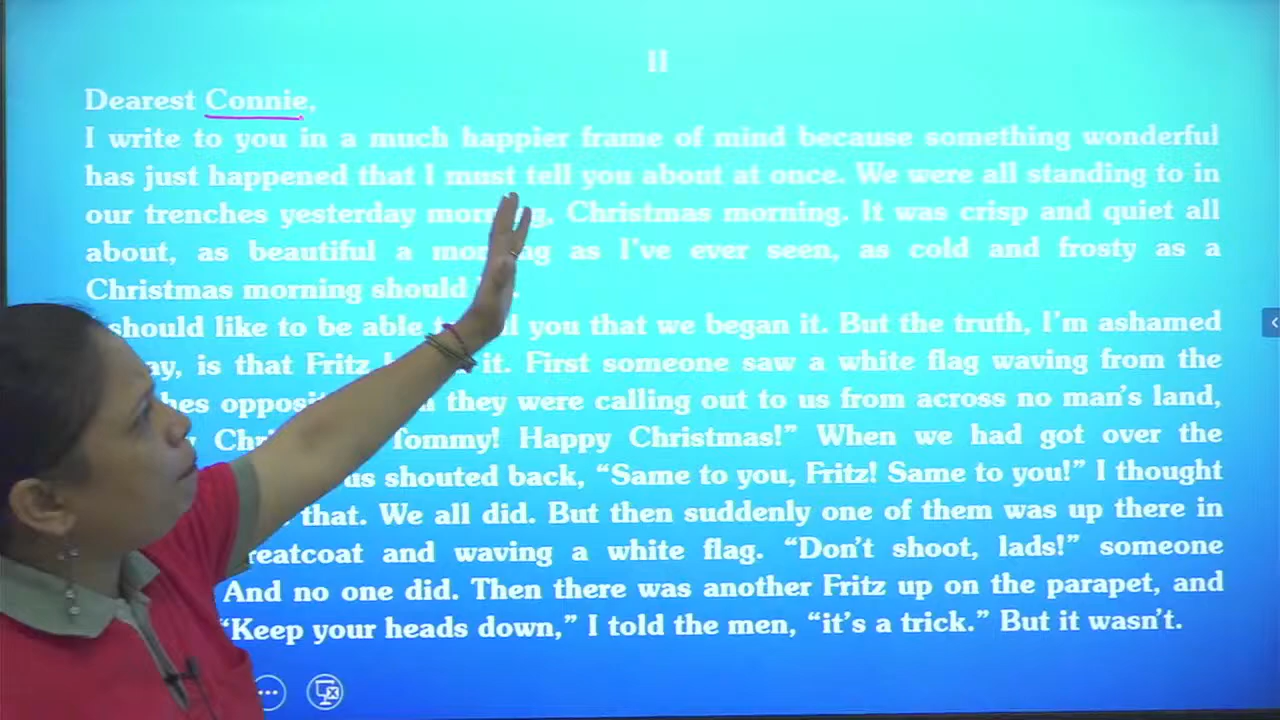 II
Dearest Connie,
I write to you in a much happier frame of mind because something wonderful
has just happened that I must tell you about at once. We were all standing to in
our trenches yesterday morning, Christmas morning. It was crisp and quiet all
about, as beautiful a morning as I've ever seen, as cold and frosty as a
Christmas morning should
should like to be able you that we began it. But the truth, I'm ashamed
is that Fritz it. First someone saw a white flag waving from the
they were calling out to us from across no man's land,
Tommy! Happy Christmas!” When we had got over the
us shouted back, “Same to you, Fritz! Same to you!” I thought
that. We all did. But then suddenly one of them was up there in
and waving a white flag. “Don't shoot, lads!” someone
And no one did. Then there was another Fritz up on the parapet, and
“Keep your heads down,” I told the men, “it's a trick.” But it wasn't.